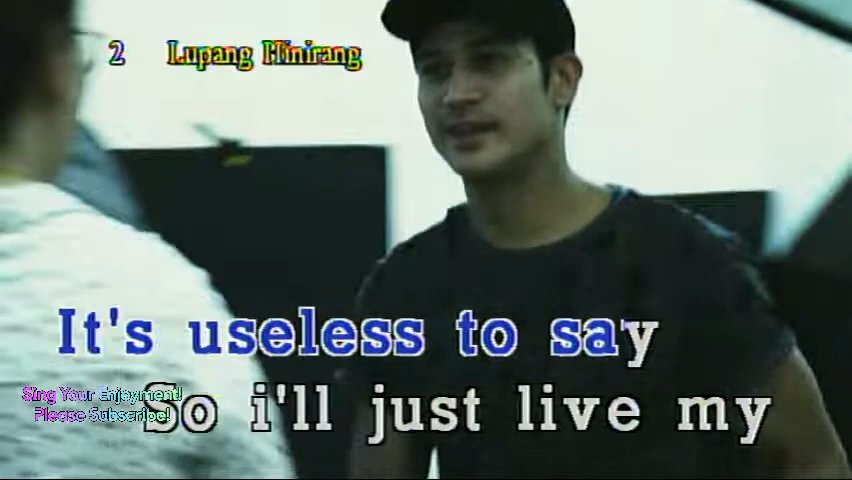 2 Lupang Hinirang
It's useless to say
Sing Your Enjoyment!
Please Subscribe!
So i'll just live my